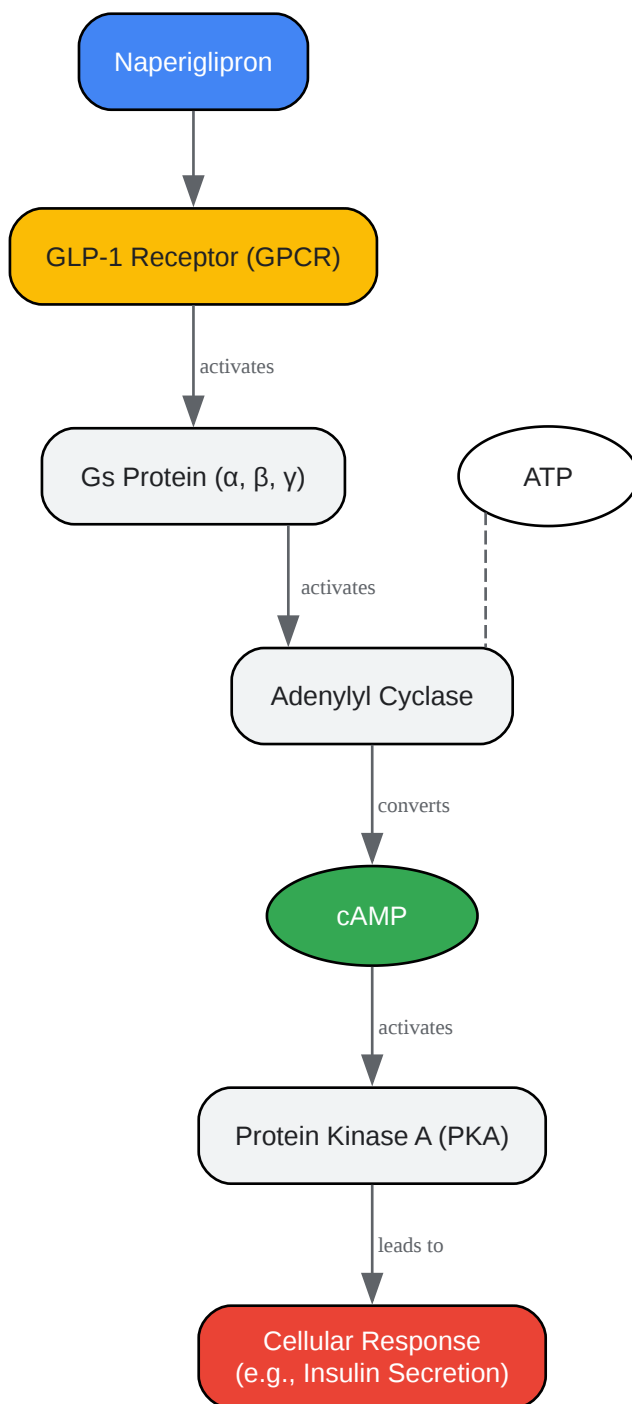 Naperiglipron
GLP-1 Receptor (GPCR)
activates
Gs Protein (α, β, γ)
ATP
activates
Adenylyl Cyclase
converts
cAMP
activates
Protein Kinase A (PKA)
leads to
Cellular Response
(e.g., Insulin Secretion)